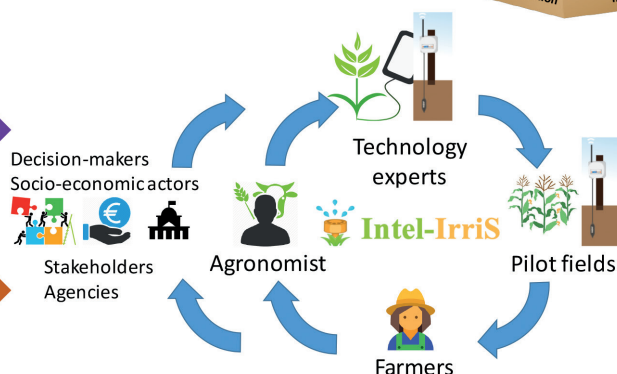 Technology
experts
Decision-makers
Socio-economic actors
Stakeholders
Agencies
Agronomist
Intel-IrriS
Pilot fields
Farmers